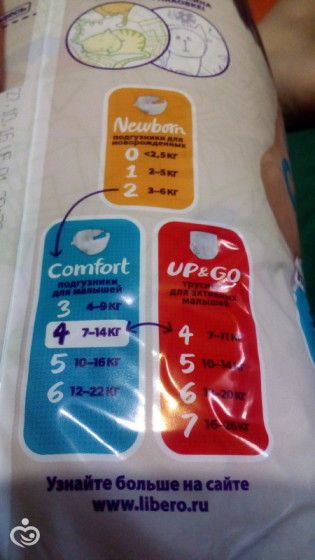 Newborn
подгузники для
новорожденных
0 <2,5 КГ
1 2–5 КГ
2 3–6 КГ
Comfort
подгузники
для малышей
3 4–9 КГ
4 7–14 КГ
5 10–16 КГ
6 12–22 КГ
UP&GO
для активных
малышей
4 7–11 КГ
5 10–14 КГ
6
7
Узнайте больше на сайте
www.libero.ru